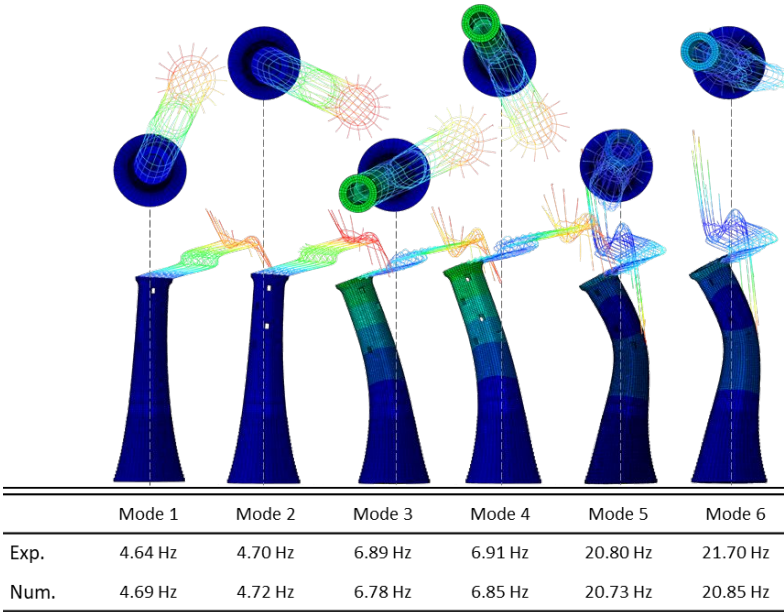 Mode 1 Mode 2 Mode 3 Mode 4 Mode 5 Mode 6
Exp. 4.64 Hz 4.70 Hz 6.89 Hz 6.91 Hz 20.80 Hz 21.70 Hz
Num. 4.69 Hz 4.72 Hz 6.78 Hz 6.85 Hz 20.73 Hz 20.85 Hz